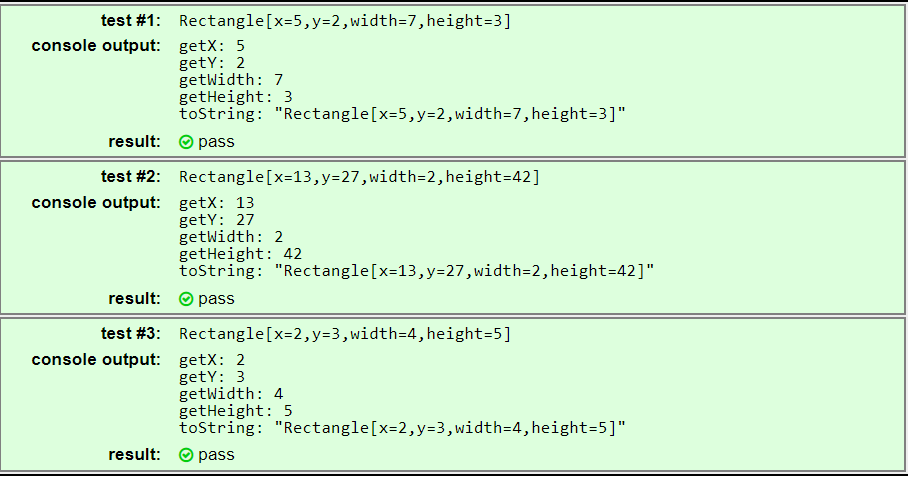 test #1: Rectangle[x=5,y=2,width=7,height=3]
console output: getX: 5
getY: 2
getWidth: 7
getHeight: 3
toString: "Rectangle[x=5,y=2,width=7,height=3]"
result: pass
test #2: Rectangle[x=13,y=27,width=2,height=42]
console output: getX: 13
getY: 27
getWidth: 2
getHeight: 42
toString: "Rectangle[x=13,y=27,width=2,height=42]"
result: pass
test #3: Rectangle[x=2,y=3,width=4,height=5]
console output: getX: 2
getY: 3
getWidth: 4
getHeight: 5
toString: "Rectangle[x=2,y=3,width=4,height=5]"
result: pass